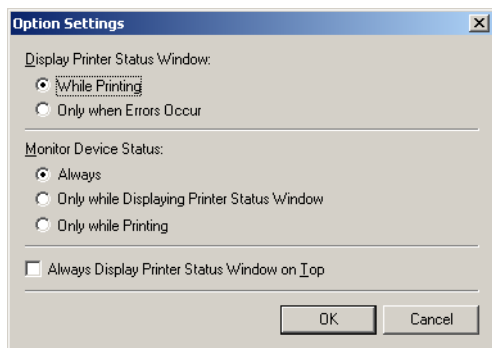 Option Settings
Display Printer Status Window:
While Printing
Only when Errors Occur
Monitor Device Status:
Always
Only while Displaying Printer Status Window
Only while Printing
Always Display Printer Status Window on Top
OK
Cancel